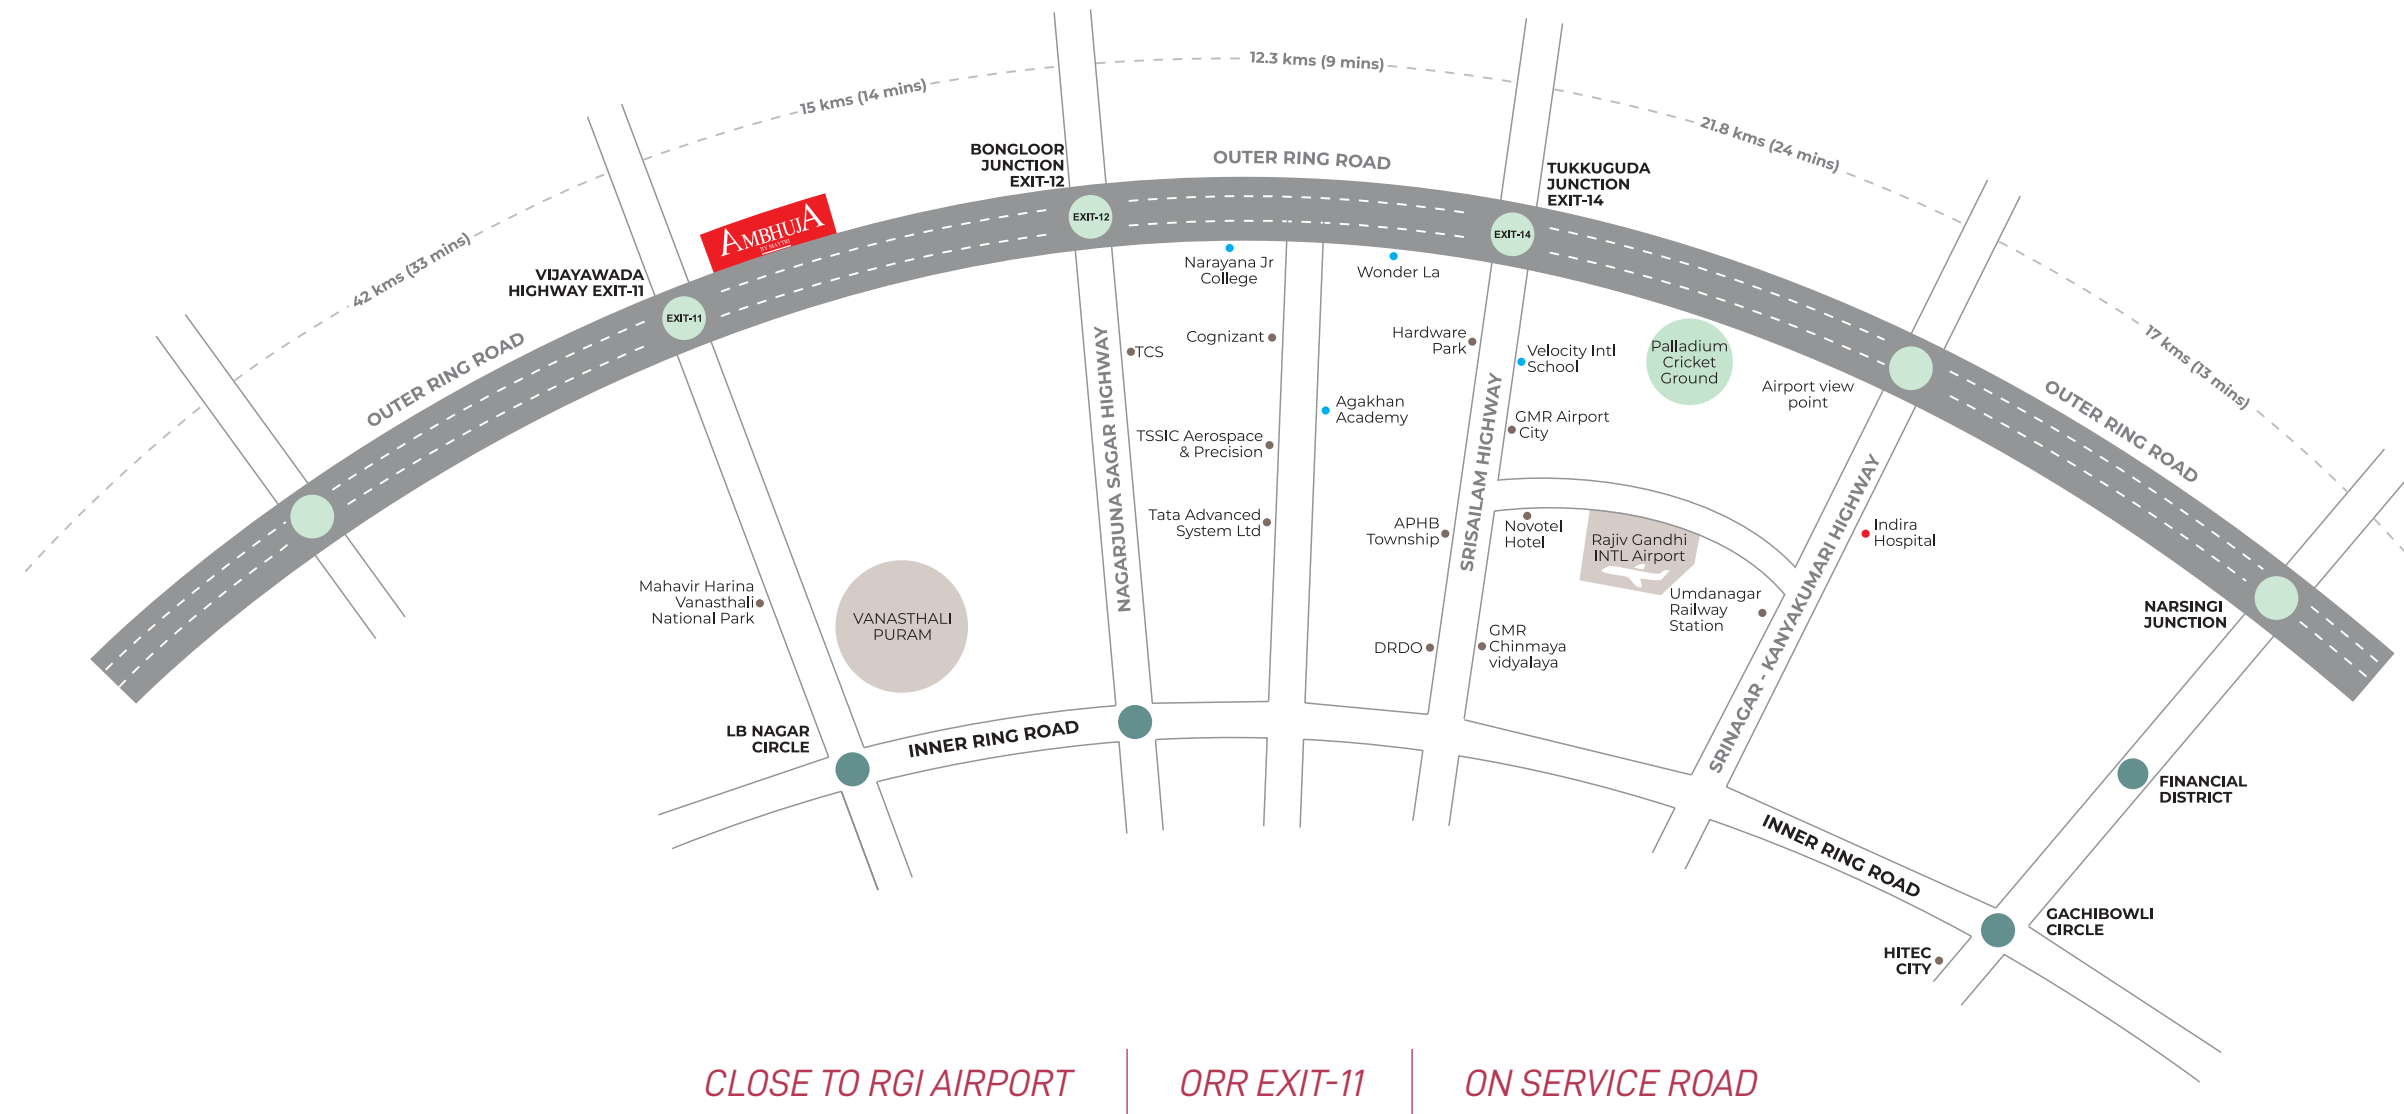 42 kms (33 mins)
15 kms (14 mins)
12.3 kms (9 mins)
21.8 kms (24 mins)
17 kms (13 mins)
OUTER RING ROAD
VIJAYAWADA
HIGHWAY EXIT-11
EXIT-11
AMBHUJA
BY MAYTRI
BONGLOOR
JUNCTION
EXIT-12
EXIT-12
OUTER RING ROAD
TUKKUGUDA
JUNCTION
EXIT-14
EXIT-14
OUTER RING ROAD
NARSINGI
JUNCTION
Narayana Jr
College
Wonder La
TCS
Cognizant
Hardware
Park
Velocity Intl
School
Palladium
Cricket
Ground
Airport view
point
Agakhan
Academy
GMR Airport
City
TSSIC Aerospace
& Precision
Tata Advanced
System Ltd
APHB
Township
Novotel
Hotel
Rajiv Gandhi
INTL Airport
Indira
Hospital
Umdanagar
Railway
Station
Mahavir Harina
Vanasthali
National Park
VANASTHALI
PURAM
DRDO
GMR
Chinmaya
vidyalaya
NAGARJUNA SAGAR HIGHWAY
SRISAILAM HIGHWAY
SRINAGAR - KANYAKUMARI HIGHWAY
LB NAGAR
CIRCLE
INNER RING ROAD
INNER RING ROAD
FINANCIAL
DISTRICT
GACHIBOWLI
CIRCLE
HITEC
CITY
CLOSE TO RGI AIRPORT
ORR EXIT-11
ON SERVICE ROAD